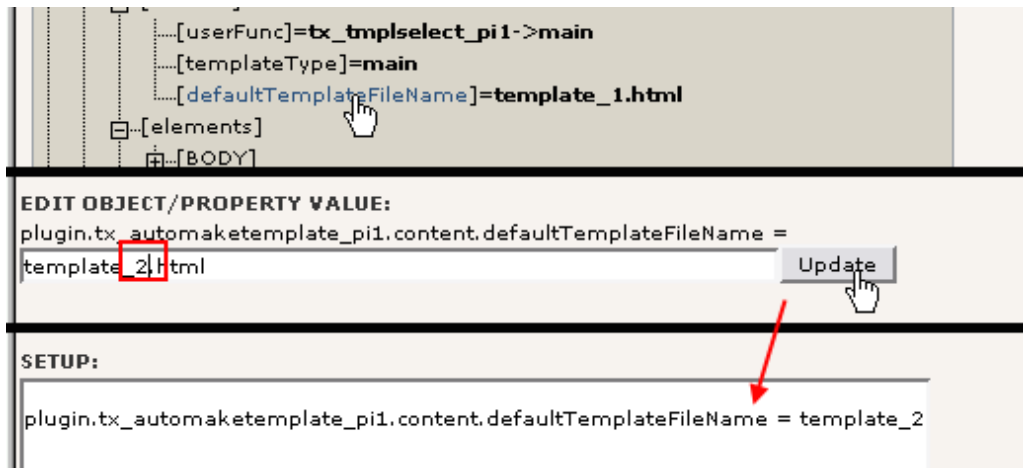 [userFunc]=tx_tmplselect_pi1->main
[templateType]=main
[defaultTemplateFileName]=template_1.html
[elements]
[BODY]
EDIT OBJECT/PROPERTY VALUE:
plugin.tx_automaketemplate_pi1.content.defaultTemplateFileName =
template_2.html Update
SETUP:
plugin.tx_automaketemplate_pi1.content.defaultTemplateFileName = template_2